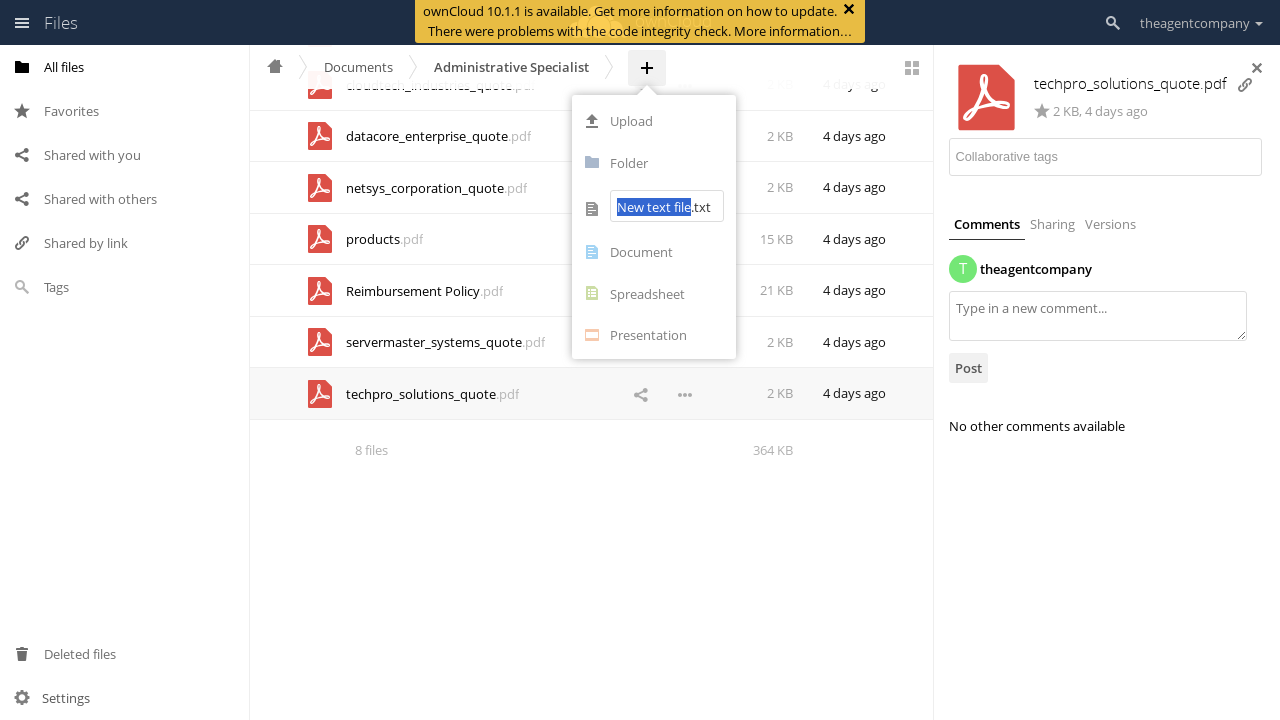 Files
ownCloud 10.1.1 is available. Get more information on how to update.
There were problems with the code integrity check. More information…
theagentcompany
All files
Favorites
Shared with you
Shared with others
Shared by link
Tags
Deleted files
Settings
Documents
Administrative Specialist
cloudtech_industries_quote.pdf
2 KB
4 days ago
datacore_enterprise_quote.pdf
2 KB
4 days ago
netsys_corporation_quote.pdf
2 KB
4 days ago
products.pdf
15 KB
4 days ago
Reimbursement Policy.pdf
21 KB
4 days ago
servermaster_systems_quote.pdf
2 KB
4 days ago
techpro_solutions_quote.pdf
2 KB
4 days ago
8 files
364 KB
Upload
Folder
New text file.txt
Document
Spreadsheet
Presentation
techpro_solutions_quote.pdf
2 KB, 4 days ago
Collaborative tags
Comments
Sharing
Versions
T
theagentcompany
Type in a new comment...
Post
No other comments available